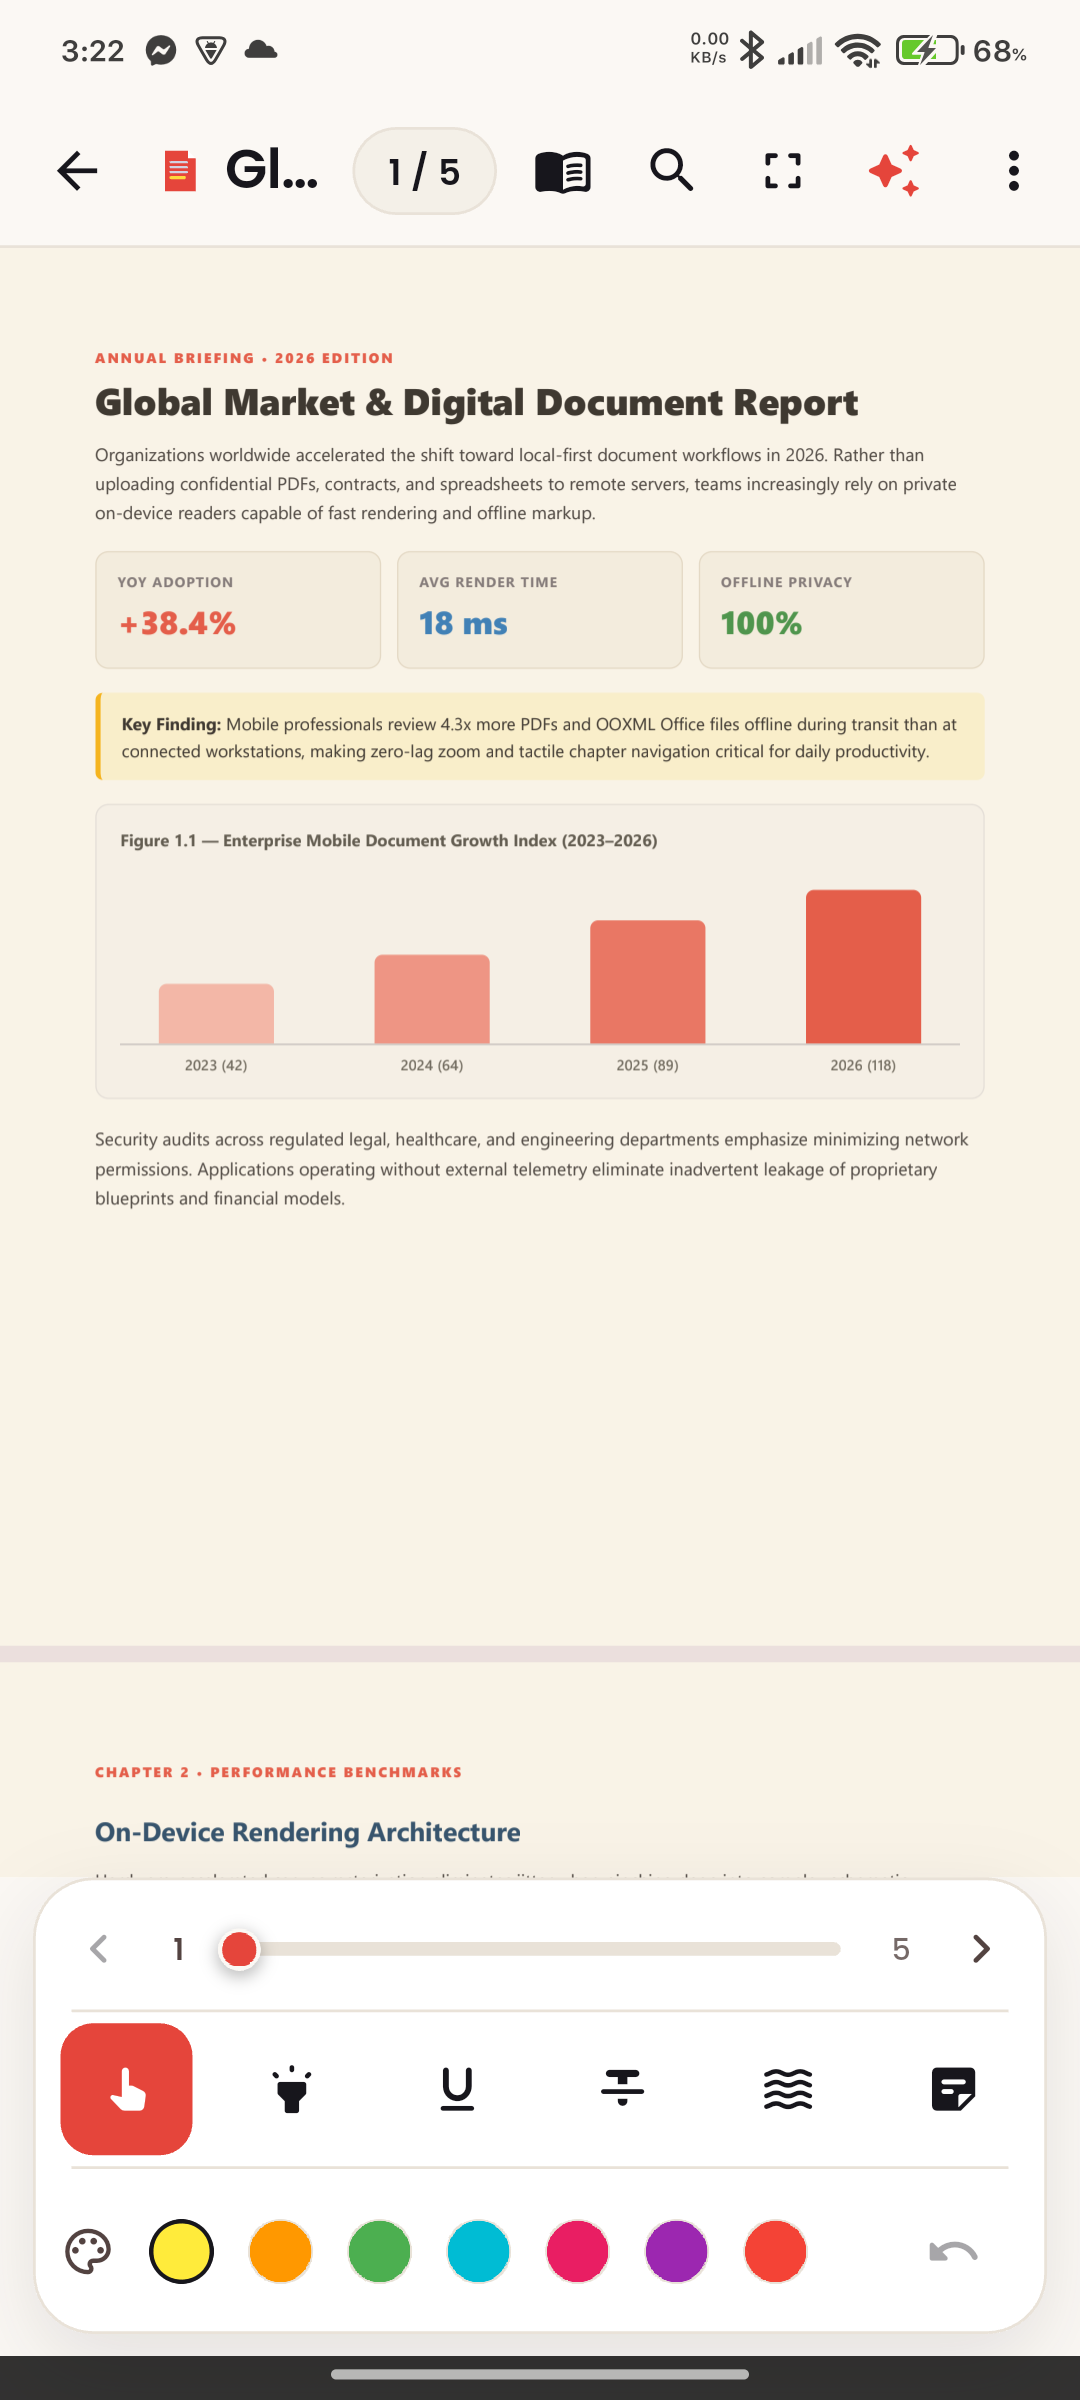 3:22
0.00
KB/s
68%
Gl...
1 / 5
ANNUAL BRIEFING • 2026 EDITION
Global Market & Digital Document Report
Organizations worldwide accelerated the shift toward local-first document workflows in 2026. Rather than
uploading confidential PDFs, contracts, and spreadsheets to remote servers, teams increasingly rely on private
on-device readers capable of fast rendering and offline markup.
YOY ADOPTION
+38.4%
AVG RENDER TIME
18 ms
OFFLINE PRIVACY
100%
Key Finding: Mobile professionals review 4.3x more PDFs and OOXML Office files offline during transit than at
connected workstations, making zero-lag zoom and tactile chapter navigation critical for daily productivity.
Figure 1.1 — Enterprise Mobile Document Growth Index (2023–2026)
2023 (42)
2024 (64)
2025 (89)
2026 (118)
Security audits across regulated legal, healthcare, and engineering departments emphasize minimizing network
permissions. Applications operating without external telemetry eliminate inadvertent leakage of proprietary
blueprints and financial models.
CHAPTER 2 • PERFORMANCE BENCHMARKS
On-Device Rendering Architecture
1
5